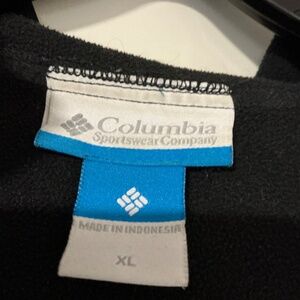 Columbia
Sportswear Company
MADE IN INDONESIA
XL